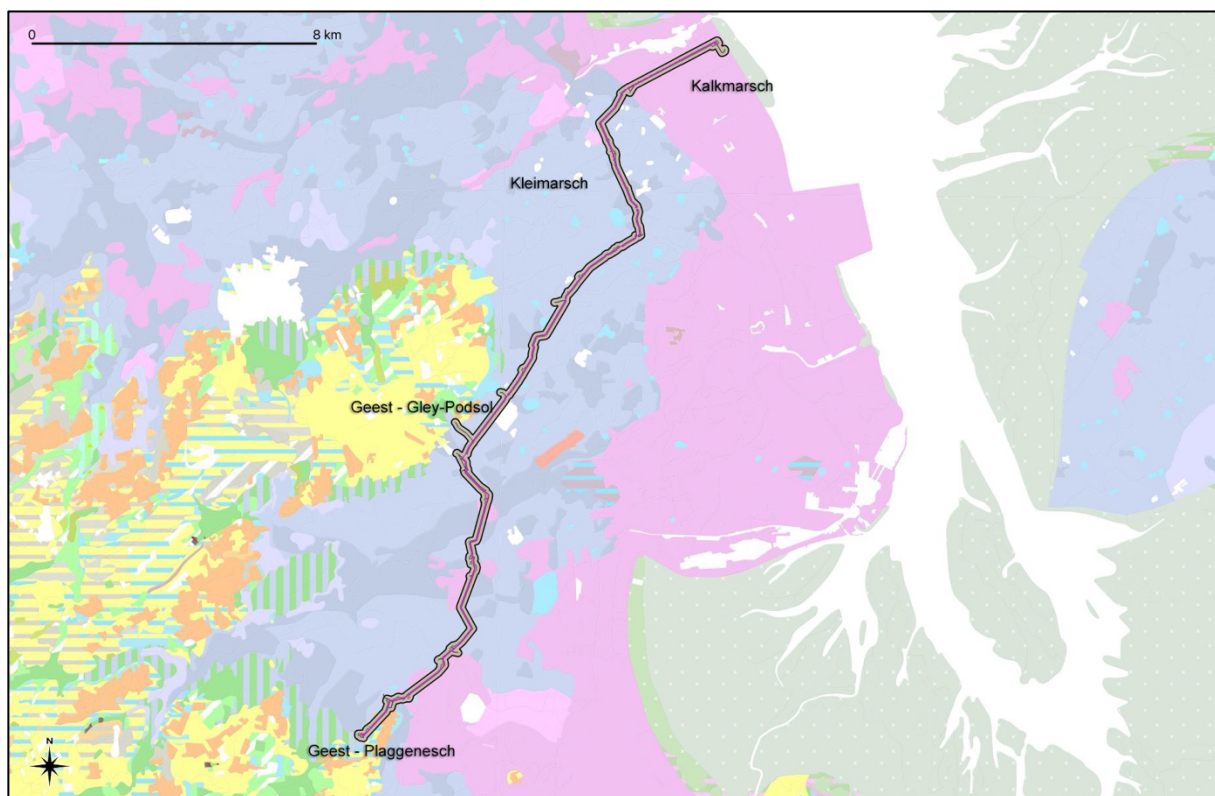 0 8 km
Kalkmarsch
Kleimarsch
Geest - Gley-Podsol
Geest - Plaggenesch
N